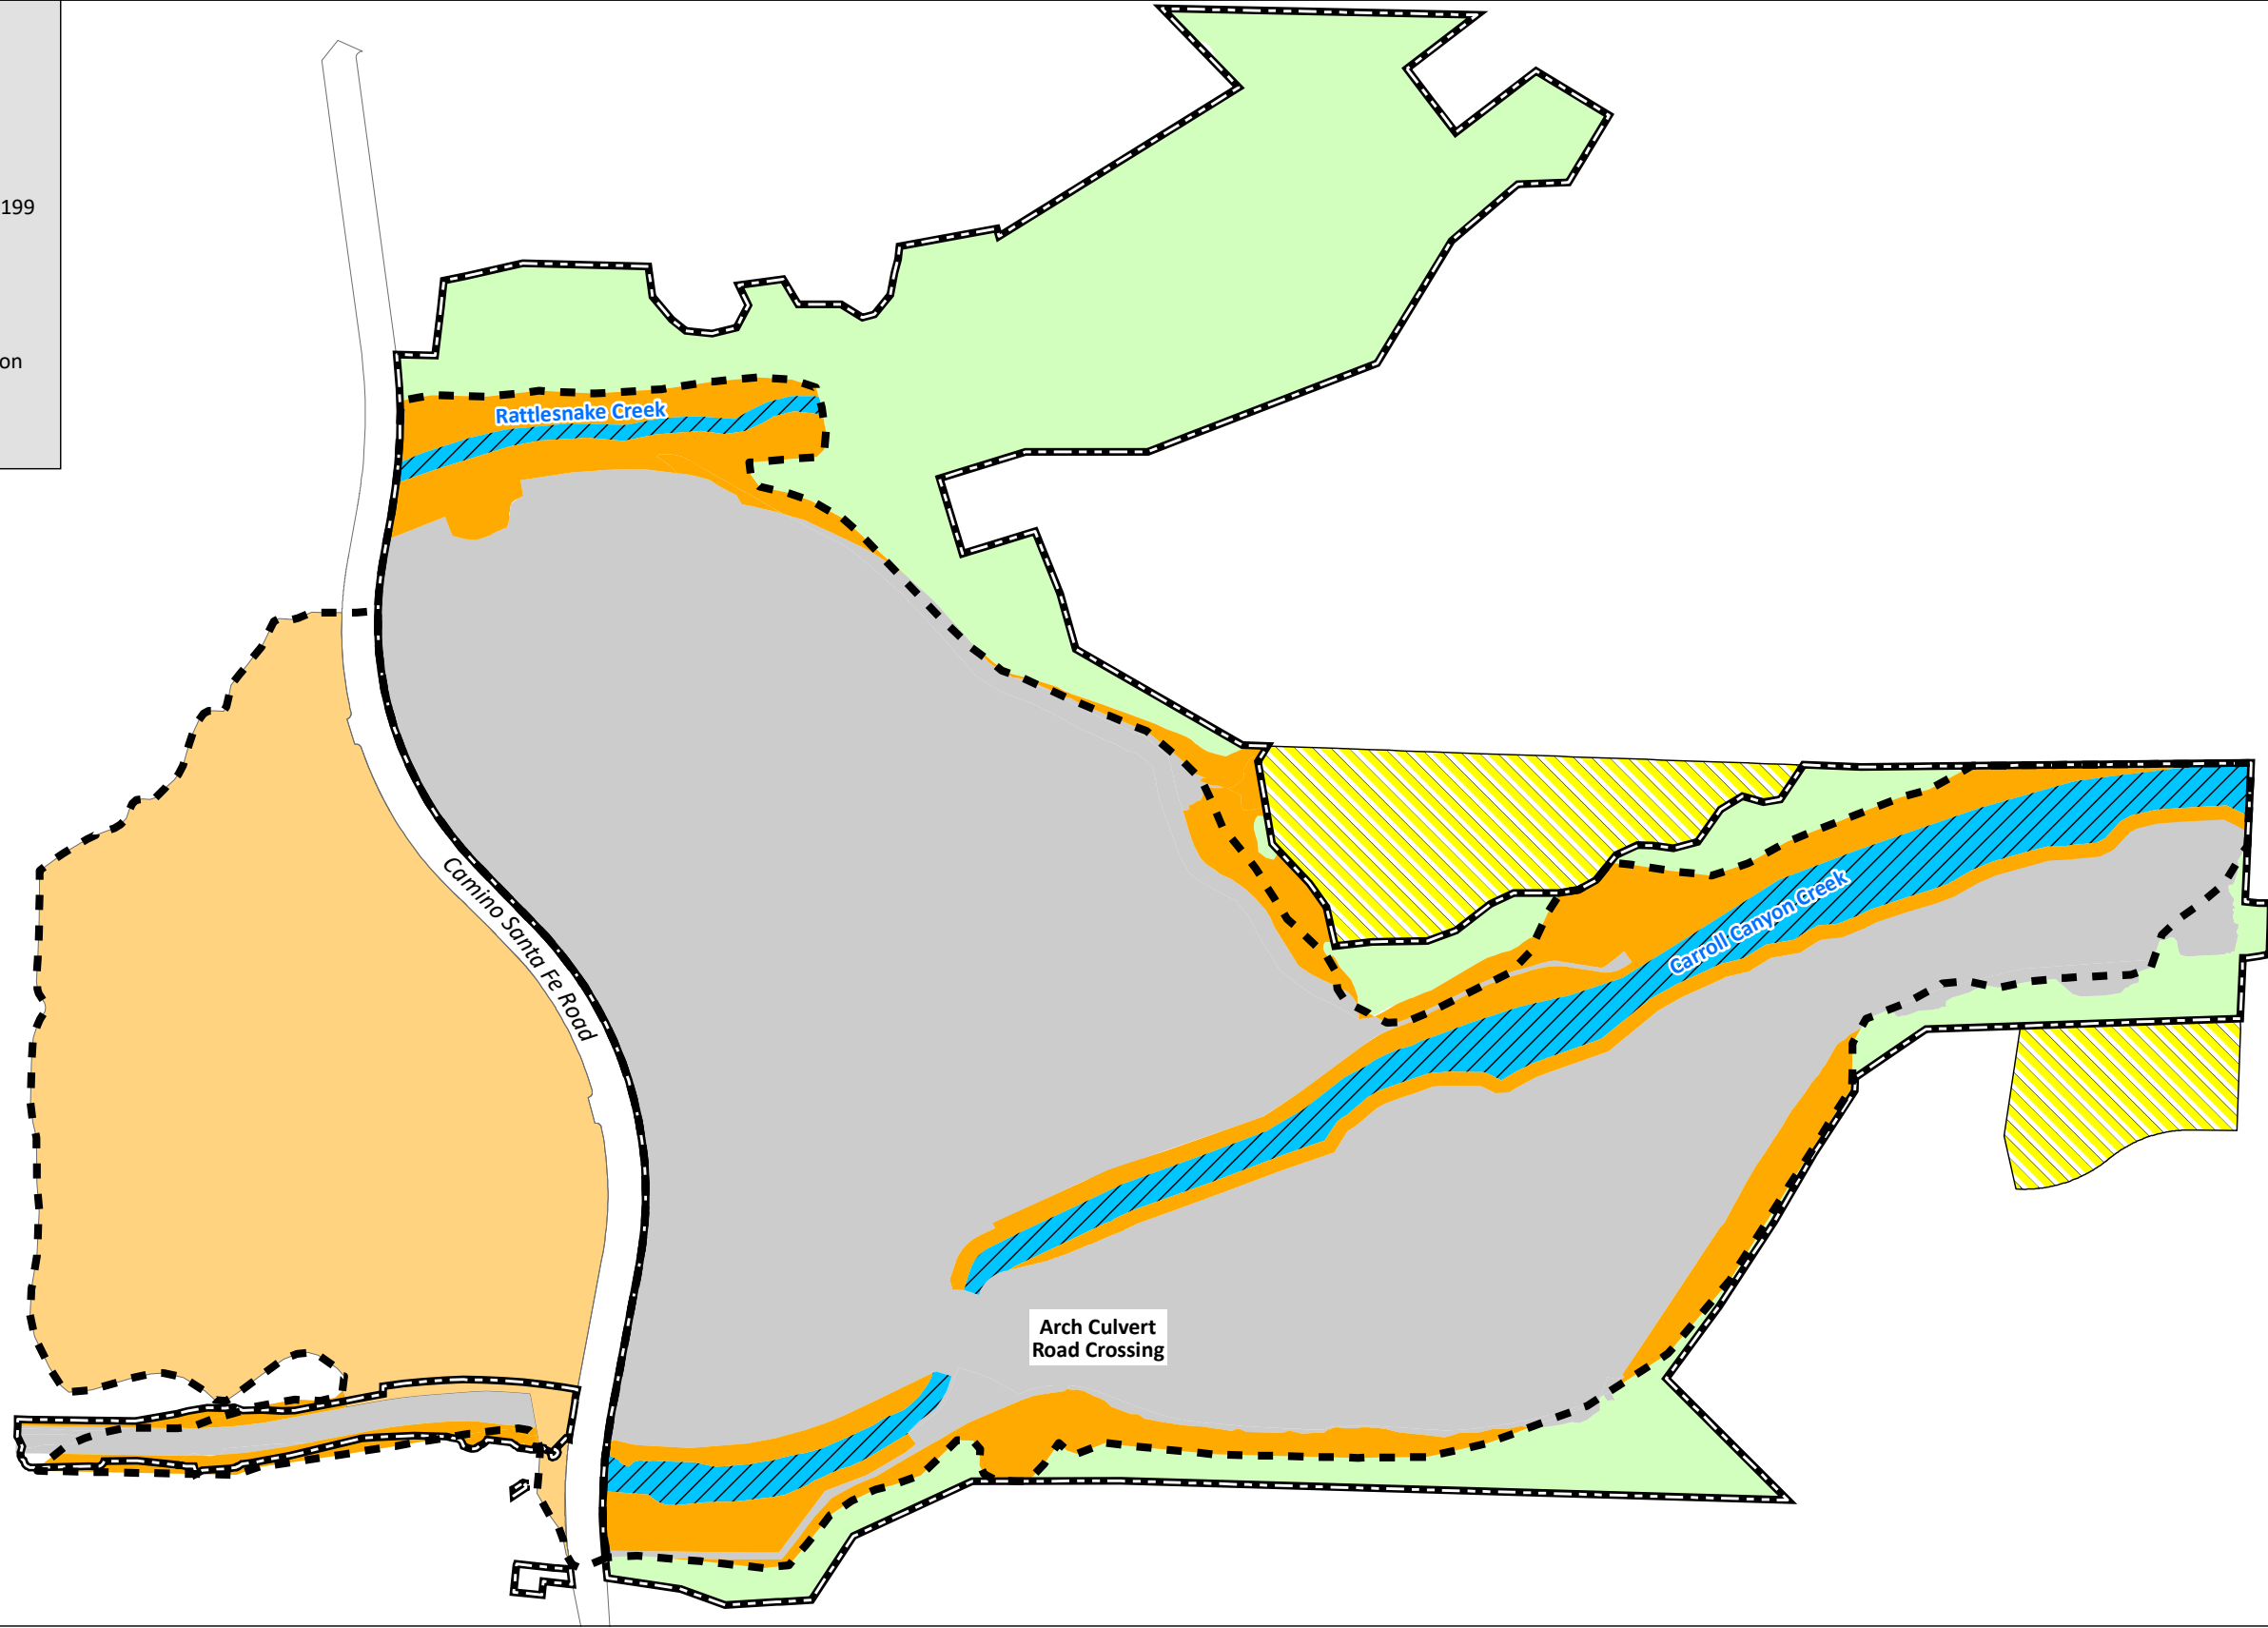 199
on
Rattlesnake Creek
Camino Santa Fe Road
Carroll Canyon Creek
Arch Culvert
Road Crossing